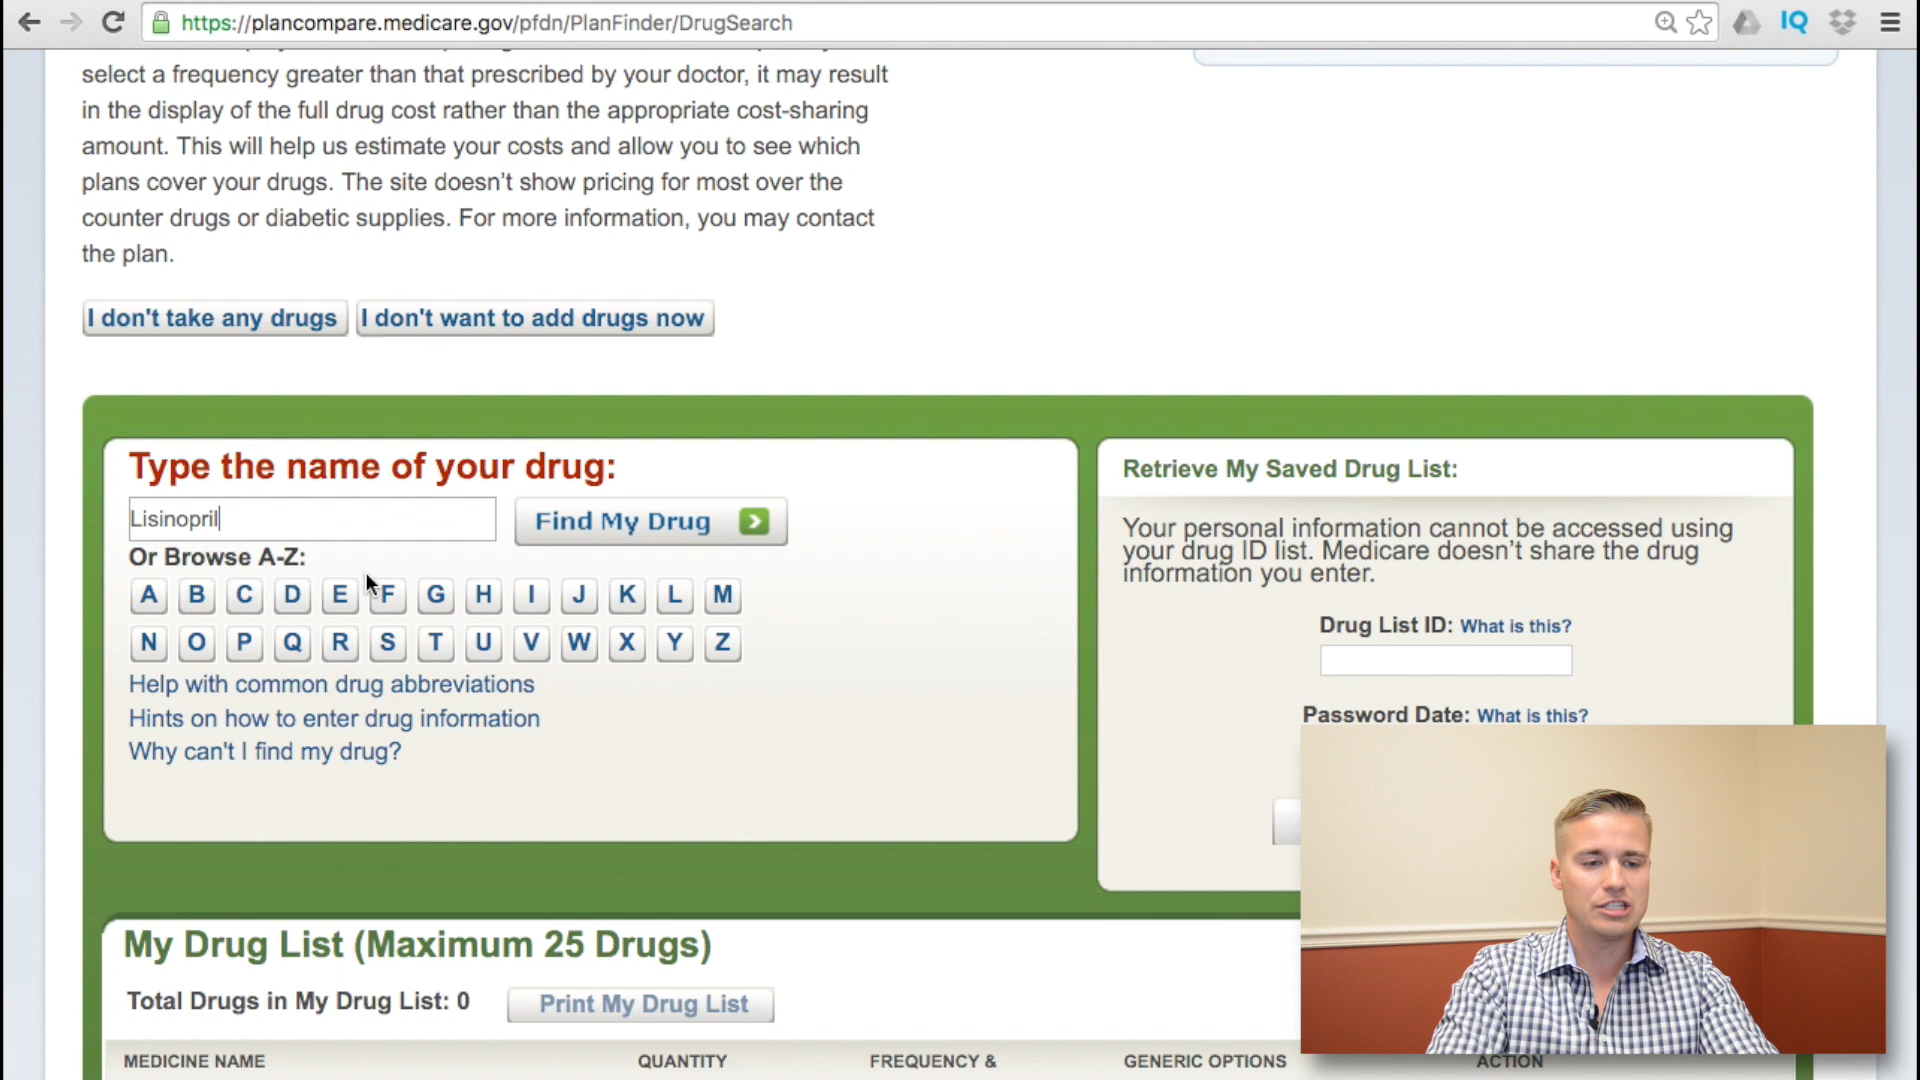 https://plancompare.medicare.gov/pfdn/PlanFinder/DrugSearch
IQ
select a frequency greater than that prescribed by your doctor, it may result
in the display of the full drug cost rather than the appropriate cost-sharing
amount. This will help us estimate your costs and allow you to see which
plans cover your drugs. The site doesn't show pricing for most over the
counter drugs or diabetic supplies. For more information, you may contact
the plan.
I don't take any drugs I don't want to add drugs now
Type the name of your drug:
Lisinopril
Find My Drug
Or Browse A-Z:
A B C D E F G H I J K L M
N O P Q R S T U V W X Y Z
Help with common drug abbreviations
Hints on how to enter drug information
Why can't I find my drug?
Retrieve My Saved Drug List:
Your personal information cannot be accessed using
your drug ID list. Medicare doesn't share the drug
information you enter.
Drug List ID: What is this?
Password Date: What is this?
My Drug List (Maximum 25 Drugs)
Total Drugs in My Drug List: 0 Print My Drug List
MEDICINE NAME QUANTITY FREQUENCY & GENERIC OPTIONS ACTION